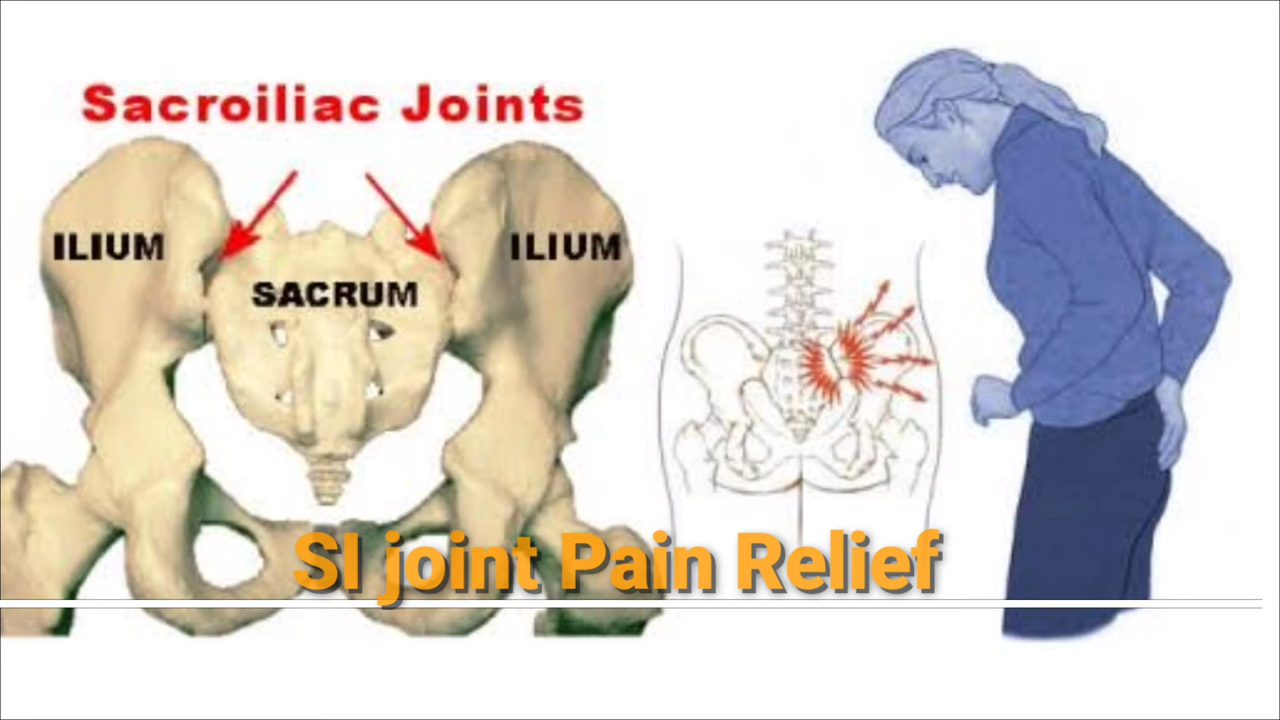 Sacroiliac Joints
ILIUM
ILIUM
SACRUM
SI joint Pain Relief